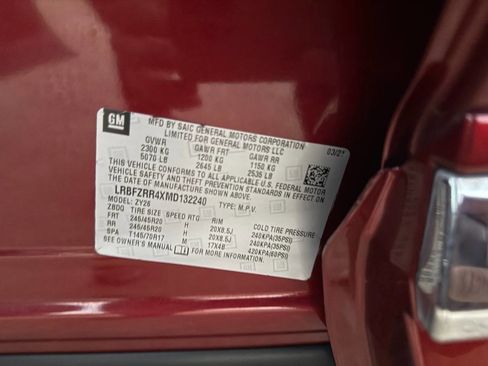 GM
MFD BY SAIC GENERAL MOTORS CORPORATION
LIMITED FOR GENERAL MOTORS LLC
03/21
GVWR GAWR FRT GAWR RR
2300 KG 1200 KG 1150 KG
5070 LB 2645 LB 2535 LB
THIS VEHICLE CONFORMS TO ALL APPLICABLE U.S. FEDERAL
MOTOR VEHICLE SAFETY STANDARDS IN EFFECT ON THE DATE
OF MANUFACTURE SHOWN ABOVE.
LRBFZRR4XMD132240 TYPE: M.P.V.
MODEL: ZY26
ZBDG TIRE SIZE SPEED RTG RIM COLD TIRE PRESSURE
FRT 245/45R20 H 20X8.5J 240KPA(35PSI)
RR 245/45R20 H 20X8.5J 240KPA(35PSI)
SPA T145/70R17 M 17X4B 420KPA(60PSI)
SEE OWNER'S MANUAL FOR MORE INFORMATION